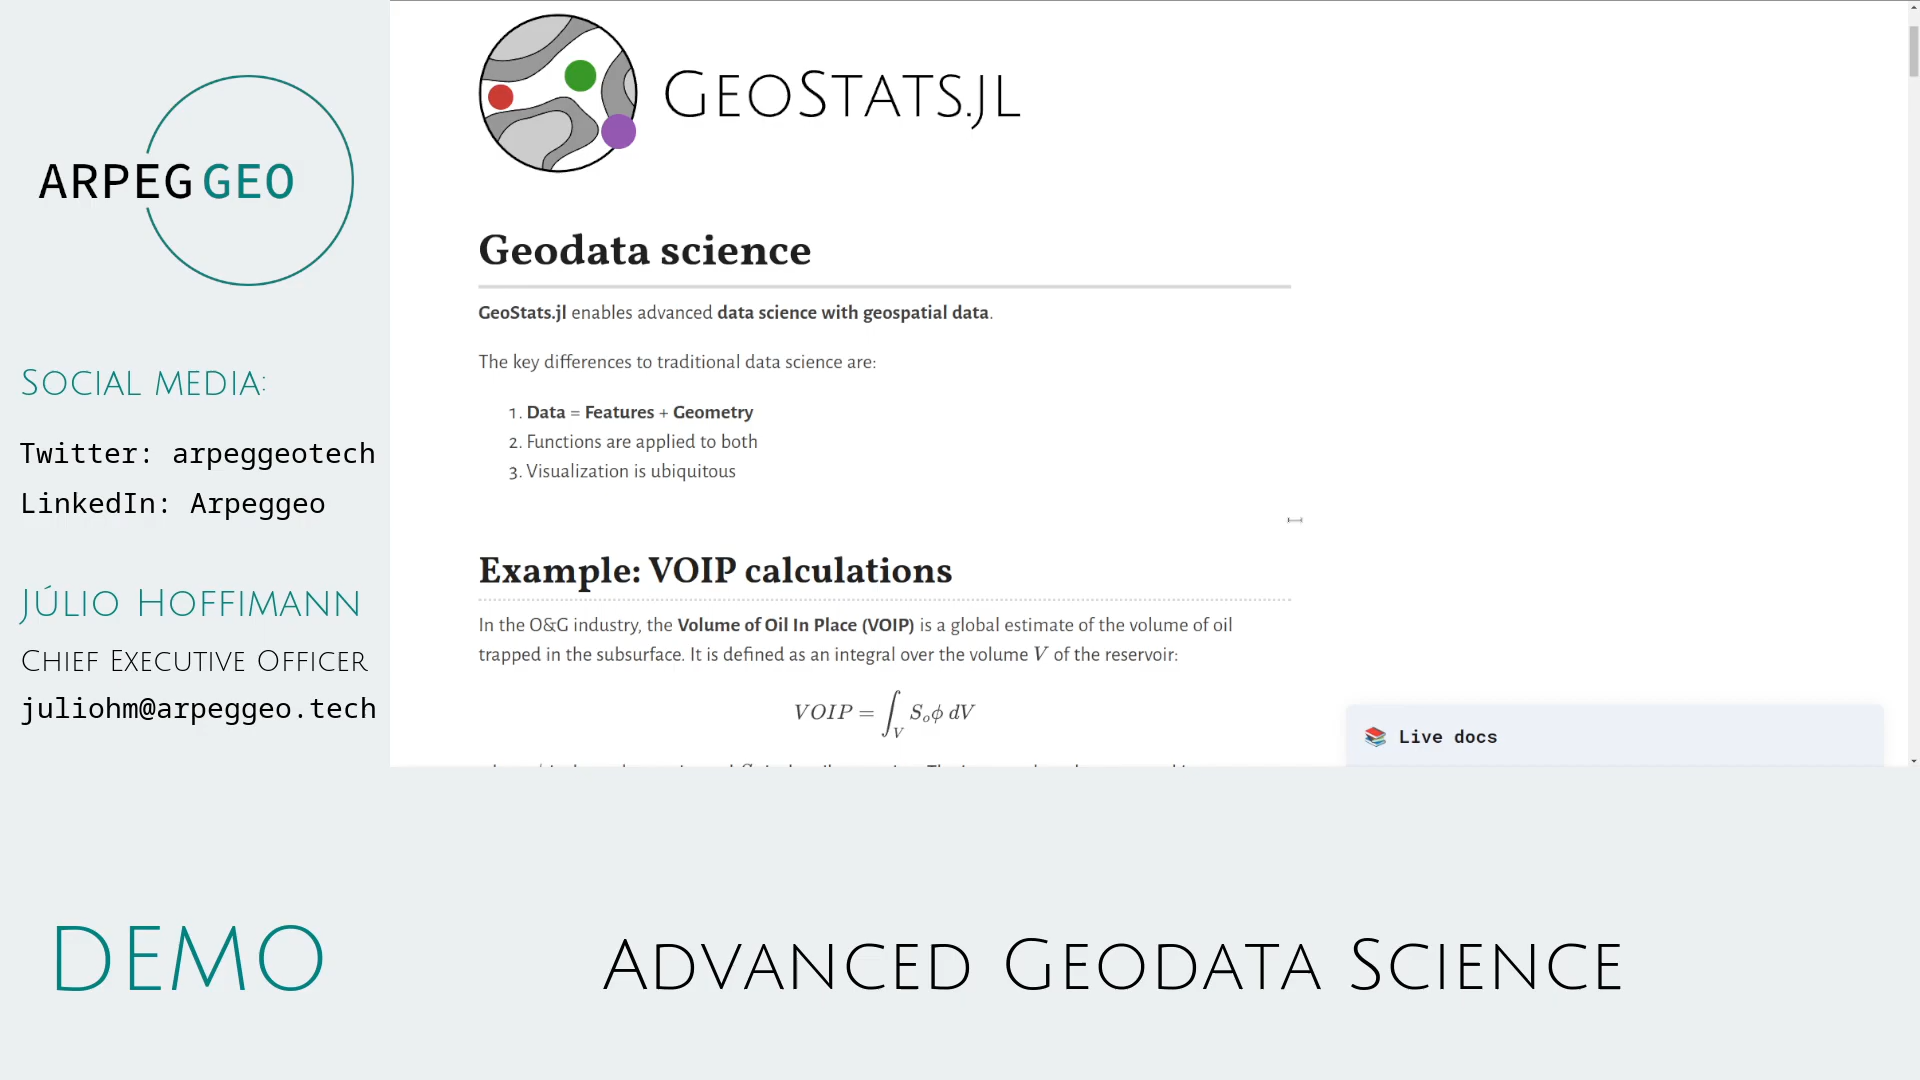 ARPEGGEO
SOCIAL MEDIA:
Twitter: arpeggeotech
LinkedIn: Arpeggeo
JÚLIO HOFFIMANN
CHIEF EXECUTIVE OFFICER
juliohm@arpeggeo.tech
GEOSTATS.JL
Geodata science
GeoStats.jl enables advanced data science with geospatial data.
The key differences to traditional data science are:
1. Data = Features + Geometry
2. Functions are applied to both
3. Visualization is ubiquitous
Example: VOIP calculations
In the O&G industry, the Volume of Oil In Place (VOIP) is a global estimate of the volume of oil
trapped in the subsurface. It is defined as an integral over the volume V of the reservoir:
VOIP = ∫_V S_o ϕ dV
Live docs
DEMO
ADVANCED GEODATA SCIENCE